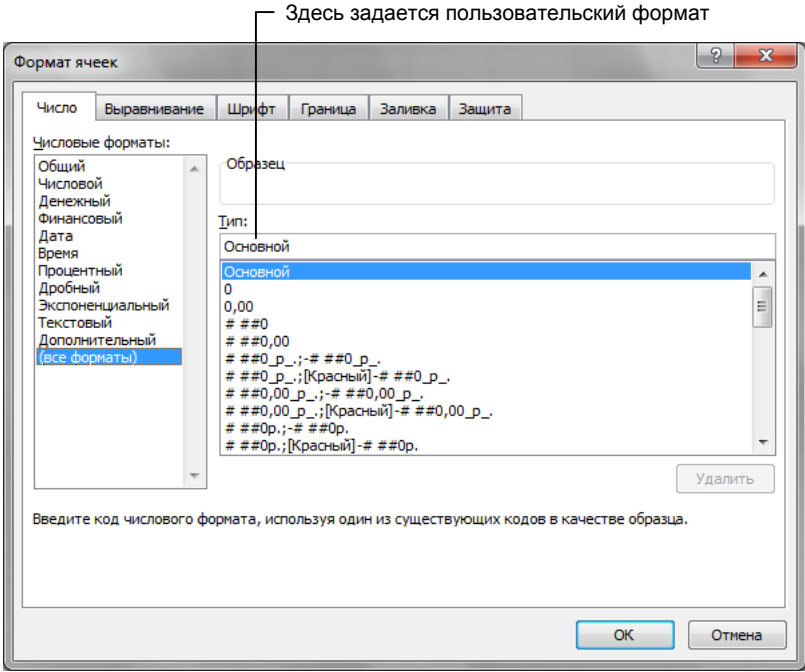 Здесь задается пользовательский формат
Формат ячеек
Число Выравнивание Шрифт Граница Заливка Защита
Числовые форматы:
Общий
Числовой
Денежный
Финансовый
Дата
Время
Процентный
Дробный
Экспоненциальный
Текстовый
Дополнительный
(все форматы)
Образец
Тип:
Основной
Основной
0
0,00
# ##0
# ##0,00
# ##0_р_.;-# ##0_р_.
# ##0_р_.;[Красный]-# ##0_р_.
# ##0,00_р_.;-# ##0,00_р_.
# ##0,00_р_.;[Красный]-# ##0,00_р_.
# ##0р.;-# ##0р.
# ##0р.;[Красный]-# ##0р.
Удалить
Введите код числового формата, используя один из существующих кодов в качестве образца.
ОК Отмена